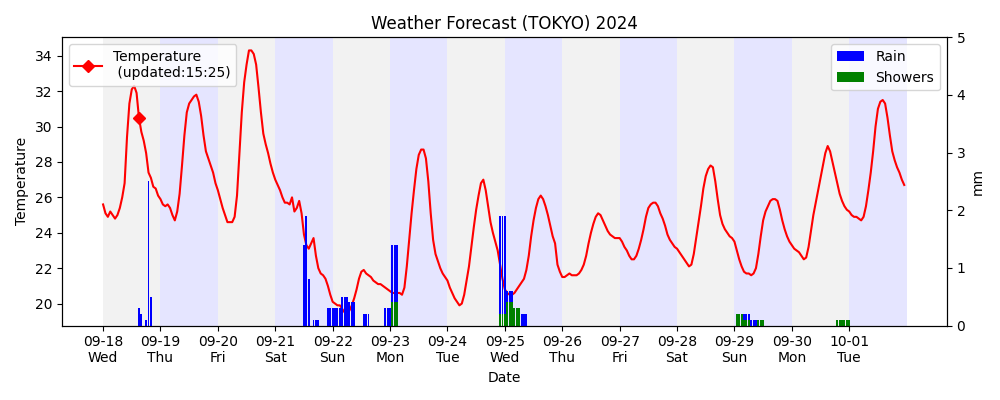 Weather Forecast (TOKYO) 2024
Temperature
(updated:15:25)
Rain
Showers
Temperature
34
32
30
28
26
24
22
20
5
4
3
2
1
0
mm
09-18 09-19 09-20 09-21 09-22 09-23 09-24 09-25 09-26 09-27 09-28 09-29 09-30 10-01
Wed Thu Fri Sat Sun Mon Tue Wed Thu Fri Sat Sun Mon Tue
Date